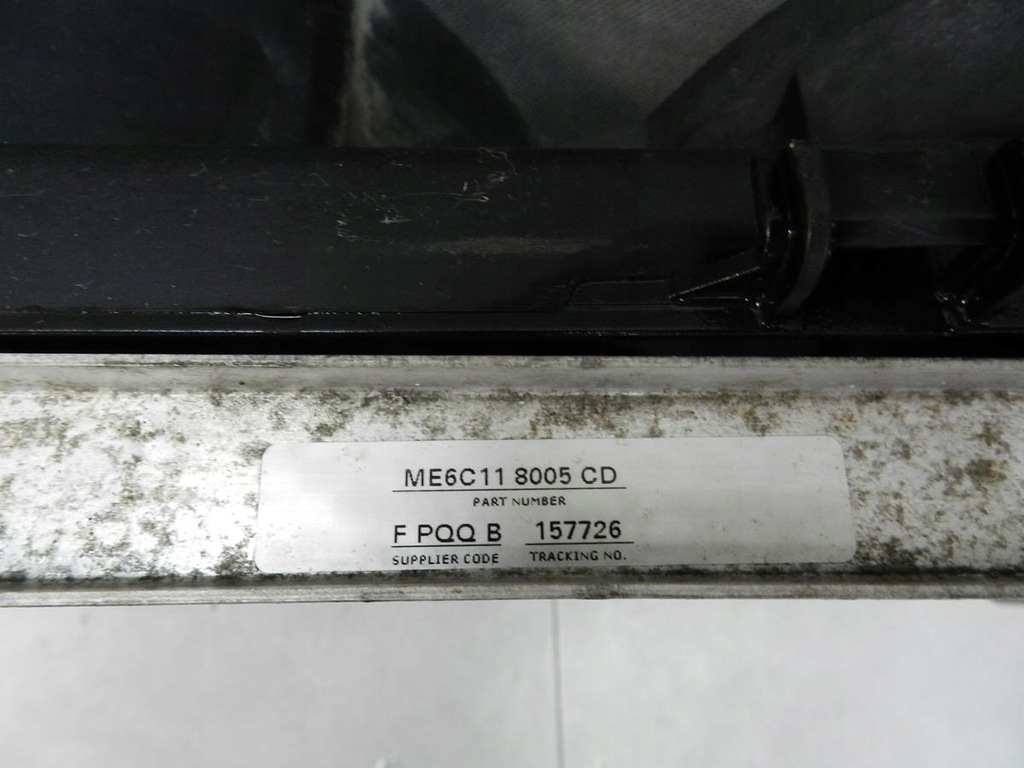 ME6C11 8005 CD
PART NUMBER
F PQQ B 157726
SUPPLIER CODE TRACKING NO.